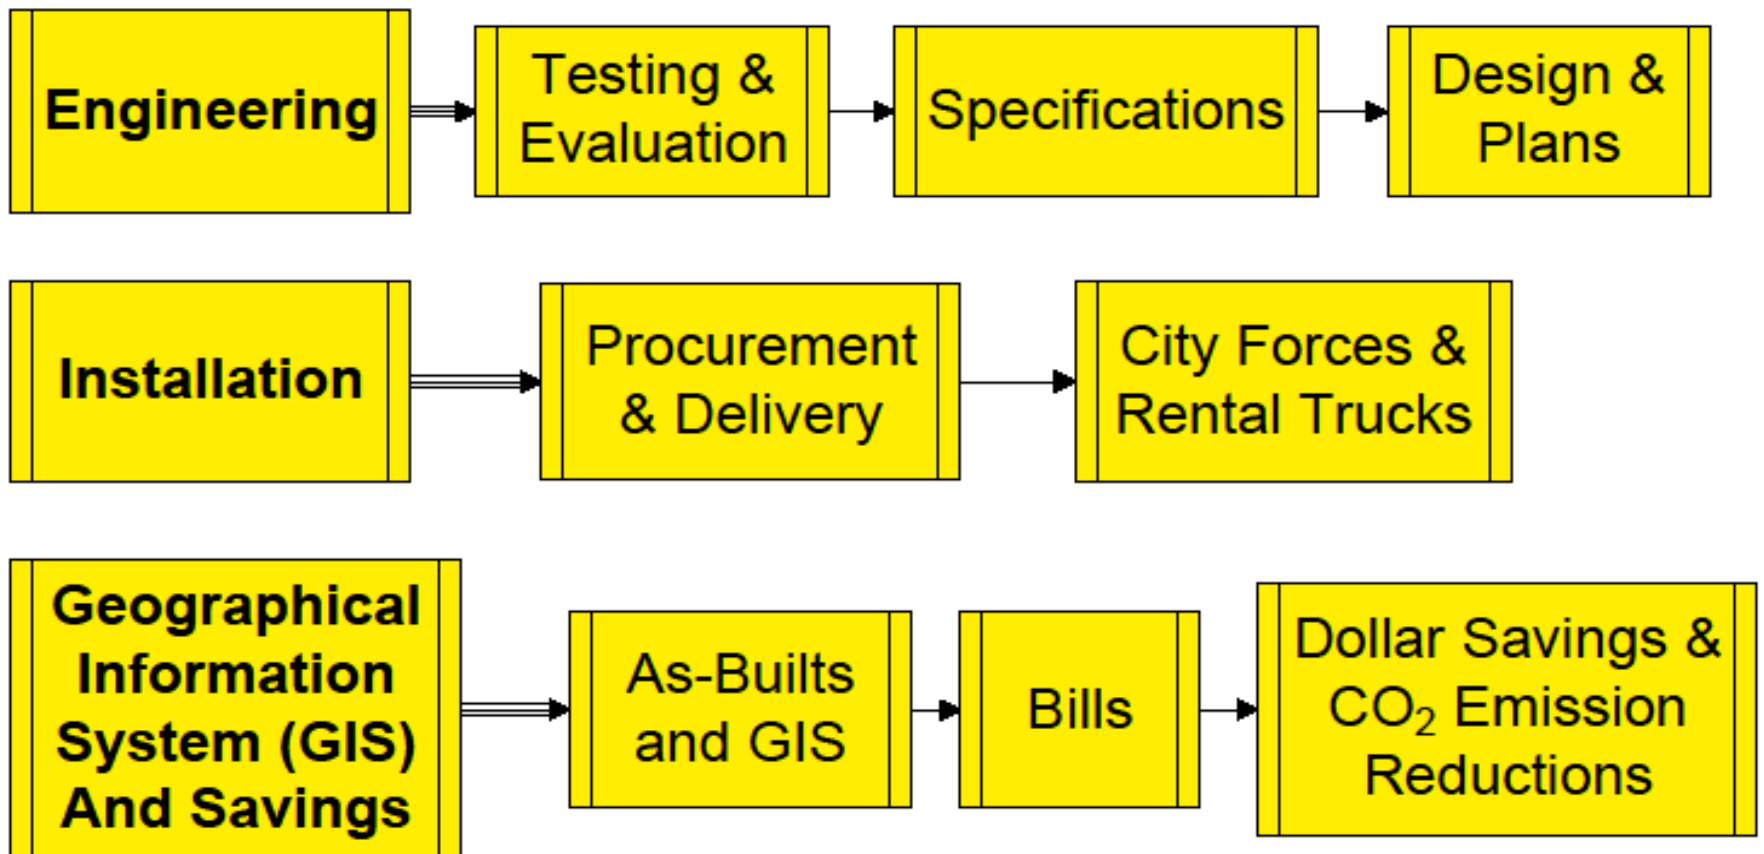 Engineering
Testing &
Evaluation
Specifications
Design &
Plans
Installation
Procurement
& Delivery
City Forces &
Rental Trucks
Geographical
Information
System (GIS)
And Savings
As-Builts
and GIS
Bills
Dollar Savings &
CO₂ Emission
Reductions